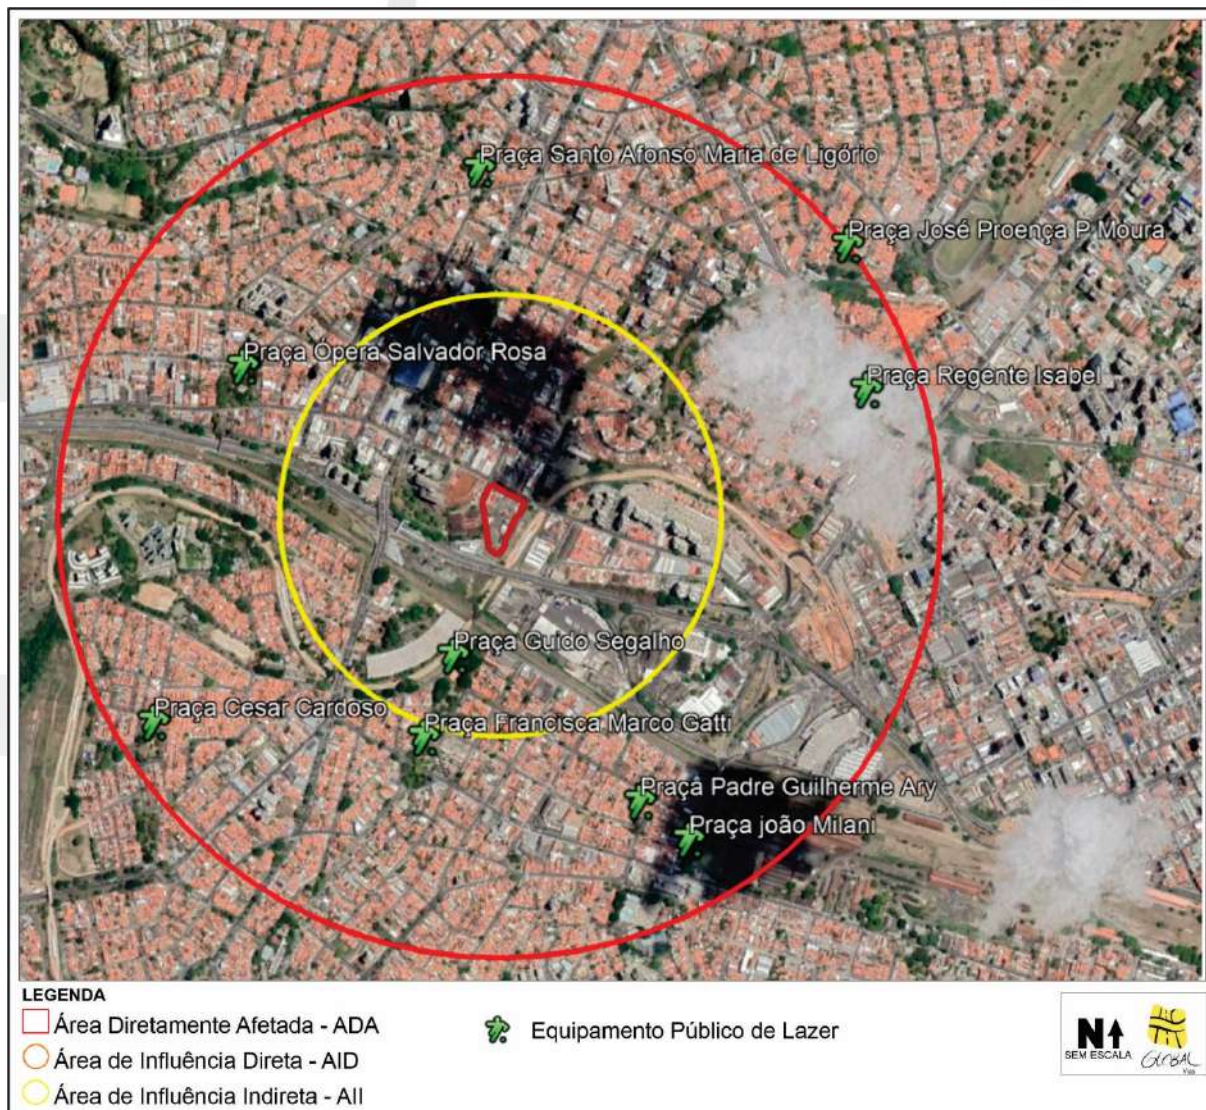 Praça Santo Afonso Maria de Ligório
Praça José Proença P Moura
Praça Ópera Salvador Rosa
Praça Regente Isabel
Praça Guido Segalho
Praça Cesar Cardoso
Praça Francisca Marco Gatti
Praça Padre Guilherme Ary
Praça joão Milani
LEGENDA
Área Diretamente Afetada - ADA
Área de Influência Direta - AID
Área de Influência Indireta - AII
Equipamento Público de Lazer
N
SEM ESCALA
GLOBAL